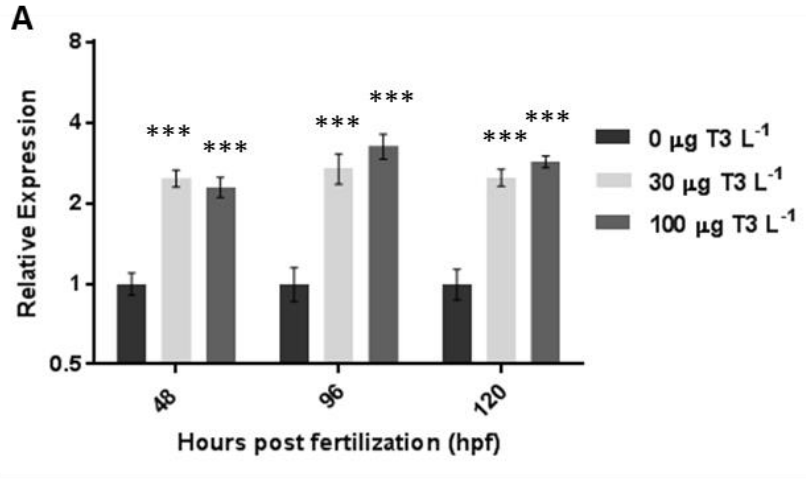 A
8
4
2
1
0.5
Relative Expression
***
***
***
***
***
***
48
96
120
Hours post fertilization (hpf)
0 μg T3 L⁻¹
30 μg T3 L⁻¹
100 μg T3 L⁻¹